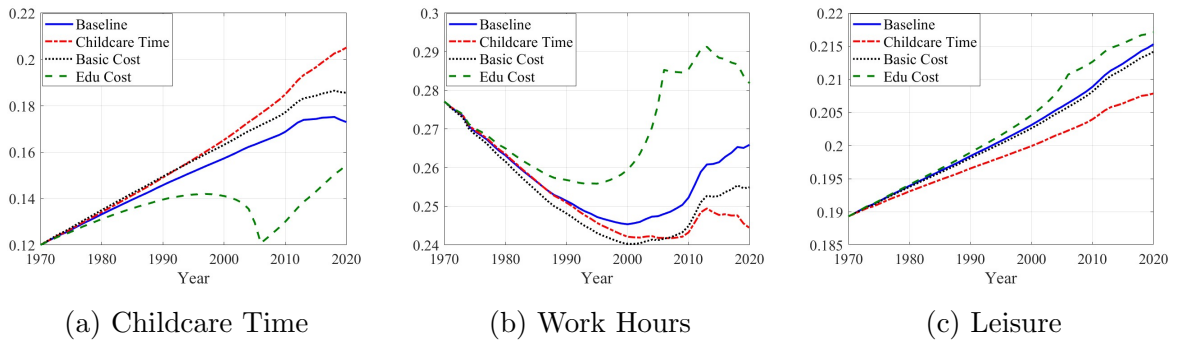 0.22
0.2
0.18
0.16
0.14
0.12
Baseline
Childcare Time
Basic Cost
Edu Cost
1970 1980 1990 2000 2010 2020
Year
(a) Childcare Time
0.3
0.29
0.28
0.27
0.26
0.25
0.24
Baseline
Childcare Time
Basic Cost
Edu Cost
1970 1980 1990 2000 2010 2020
Year
(b) Work Hours
0.22
0.215
0.21
0.205
0.2
0.195
0.19
0.185
Baseline
Childcare Time
Basic Cost
Edu Cost
1970 1980 1990 2000 2010 2020
Year
(c) Leisure